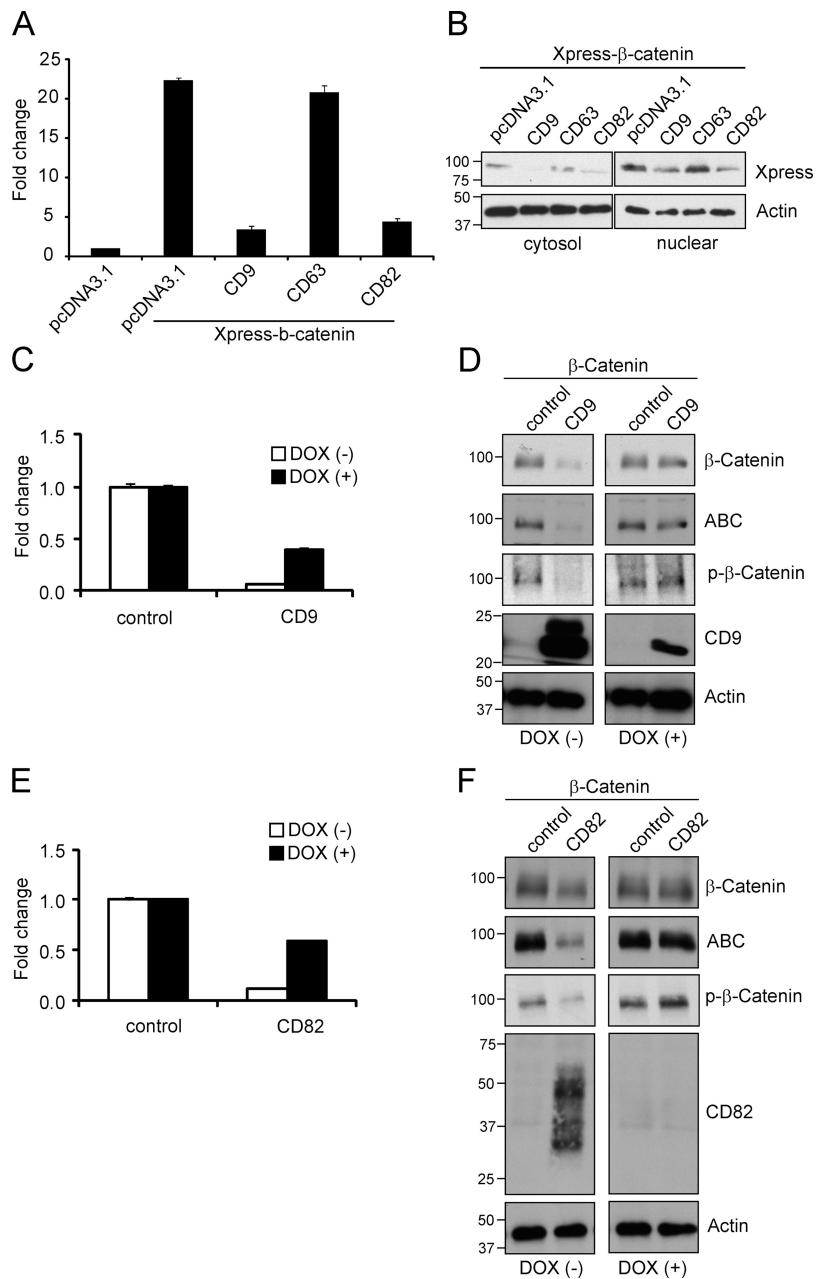 A
Fold change
25
20
15
10
5
0
pcDNA3.1
pcDNA3.1
CD9
CD63
CD82
Xpress-b-catenin
B
Xpress-β-catenin
pcDNA3.1
CD9
CD63
CD82
pcDNA3.1
CD9
CD63
CD82
100
75
Xpress
50
37
Actin
cytosol
nuclear
C
Fold change
1.5
1.0
0.5
0.0
DOX (-)
DOX (+)
control
CD9
D
β-Catenin
control
CD9
control
CD9
100
β-Catenin
100
ABC
100
p-β-Catenin
25
20
CD9
50
37
Actin
DOX (-)
DOX (+)
E
Fold change
1.5
1.0
0.5
0.0
DOX (-)
DOX (+)
control
CD82
F
β-Catenin
control
CD82
control
CD82
100
β-Catenin
100
ABC
100
p-β-Catenin
75
50
37
25
CD82
50
37
Actin
DOX (-)
DOX (+)